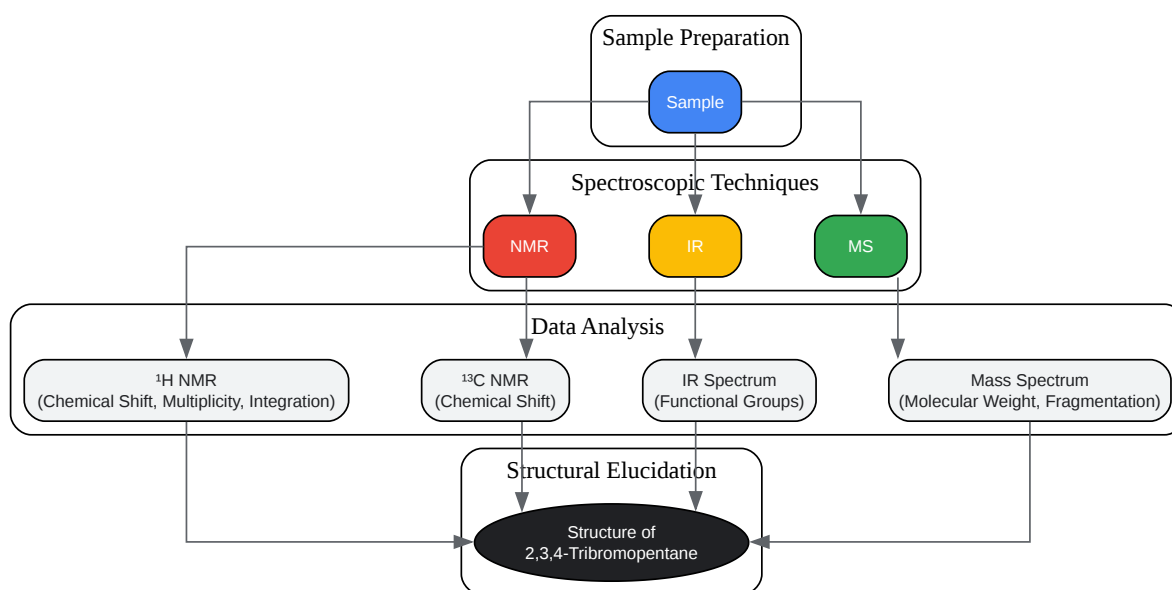 Sample Preparation
Sample
Spectroscopic Techniques
NMR
IR
MS
Data Analysis
¹H NMR
(Chemical Shift, Multiplicity, Integration)
¹³C NMR
(Chemical Shift)
IR Spectrum
(Functional Groups)
Mass Spectrum
(Molecular Weight, Fragmentation)
Structural Elucidation
Structure of
2,3,4-Tribromopentane